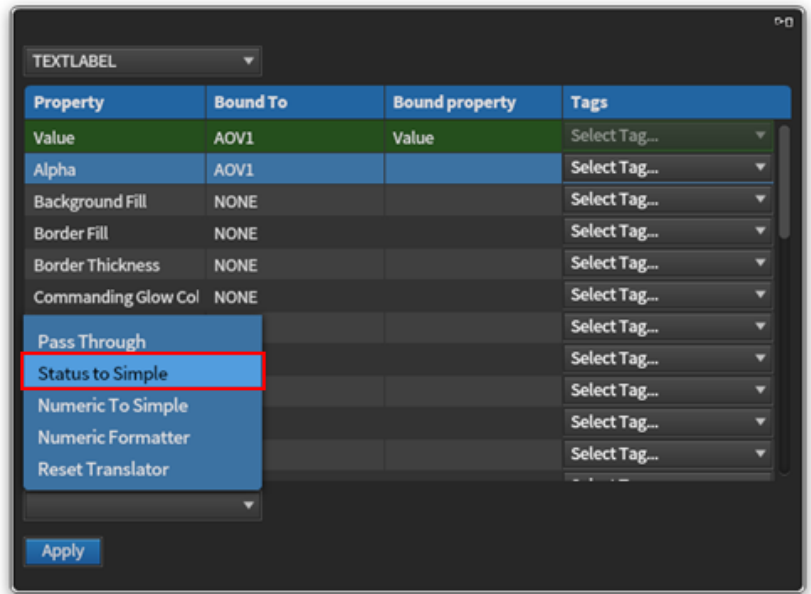 TEXTLABEL
Property Bound To Bound property Tags
Value AOV1 Value Select Tag...
Alpha AOV1 Select Tag...
Background Fill NONE Select Tag...
Border Fill NONE Select Tag...
Border Thickness NONE Select Tag...
Commanding Glow Col NONE Select Tag...
Select Tag...
Pass Through
Select Tag...
Status to Simple
Select Tag...
Numeric To Simple
Select Tag...
Numeric Formatter
Select Tag...
Reset Translator
Apply